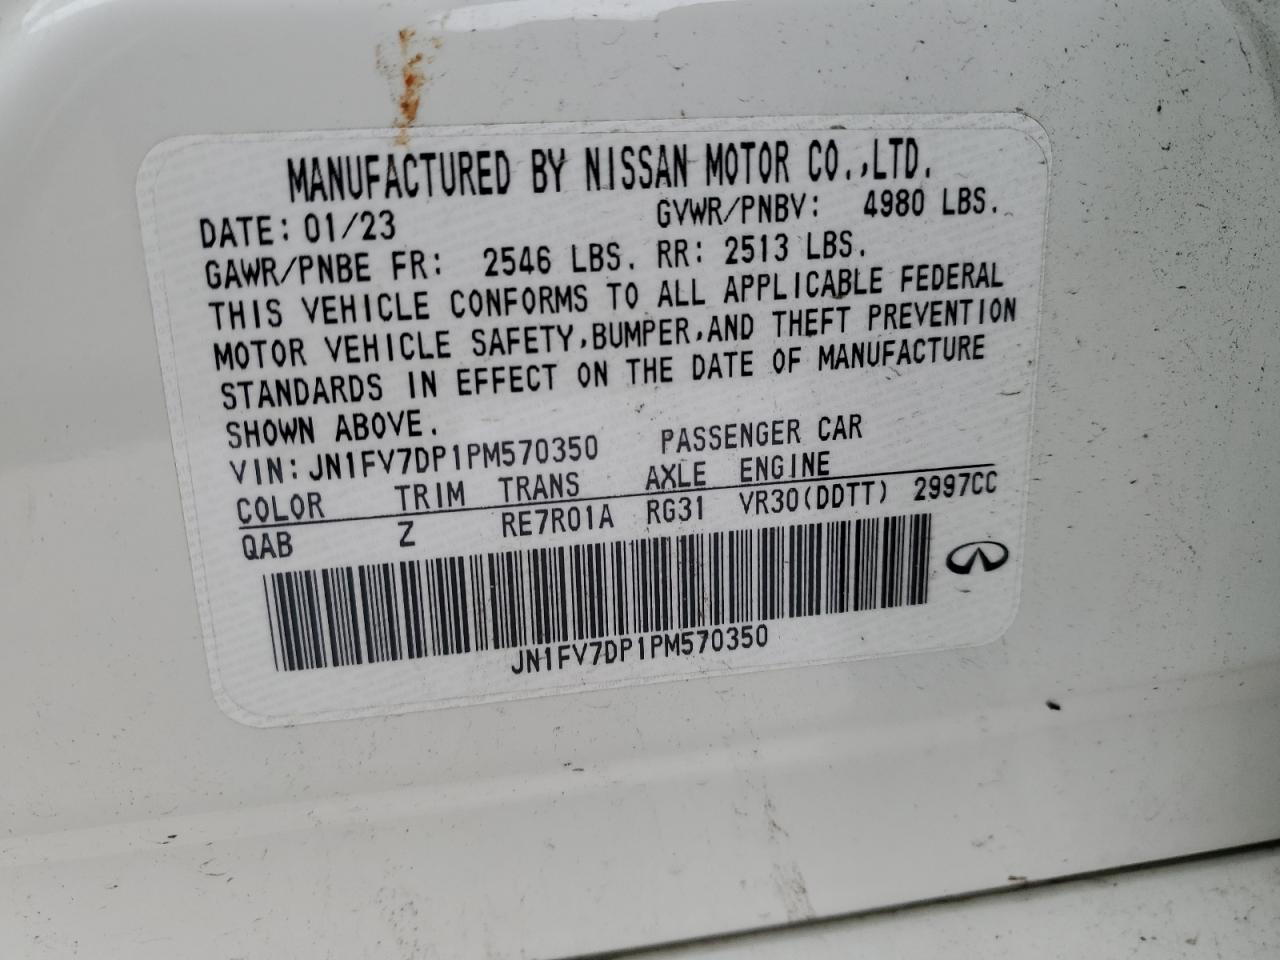 MANUFACTURED BY NISSAN MOTOR CO.,LTD.
DATE: 01/23 GVWR/PNBV: 4980 LBS.
GAWR/PNBE FR: 2546 LBS. RR: 2513 LBS.
THIS VEHICLE CONFORMS TO ALL APPLICABLE FEDERAL
MOTOR VEHICLE SAFETY,BUMPER,AND THEFT PREVENTION
STANDARDS IN EFFECT ON THE DATE OF MANUFACTURE
SHOWN ABOVE.
VIN: JN1FV7DP1PM570350 PASSENGER CAR
COLOR TRIM TRANS AXLE ENGINE
QAB Z RE7R01A RG31 VR30(DDTT) 2997CC
JN1FV7DP1PM570350